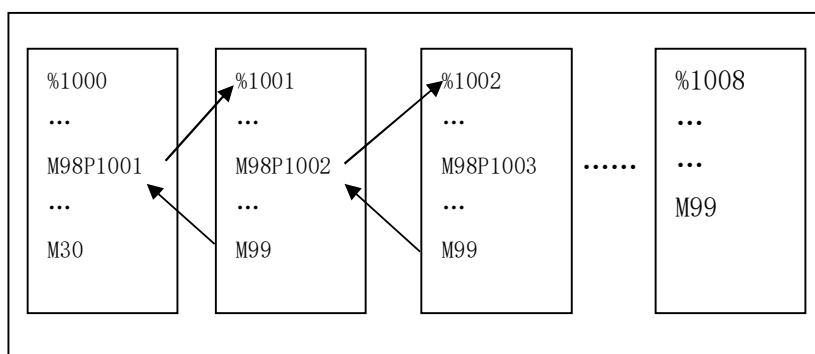 %1000
…
M98P1001
…
M30
%1001
…
M98P1002
…
M99
%1002
…
M98P1003
…
M99
……
%1008
…
…
M99